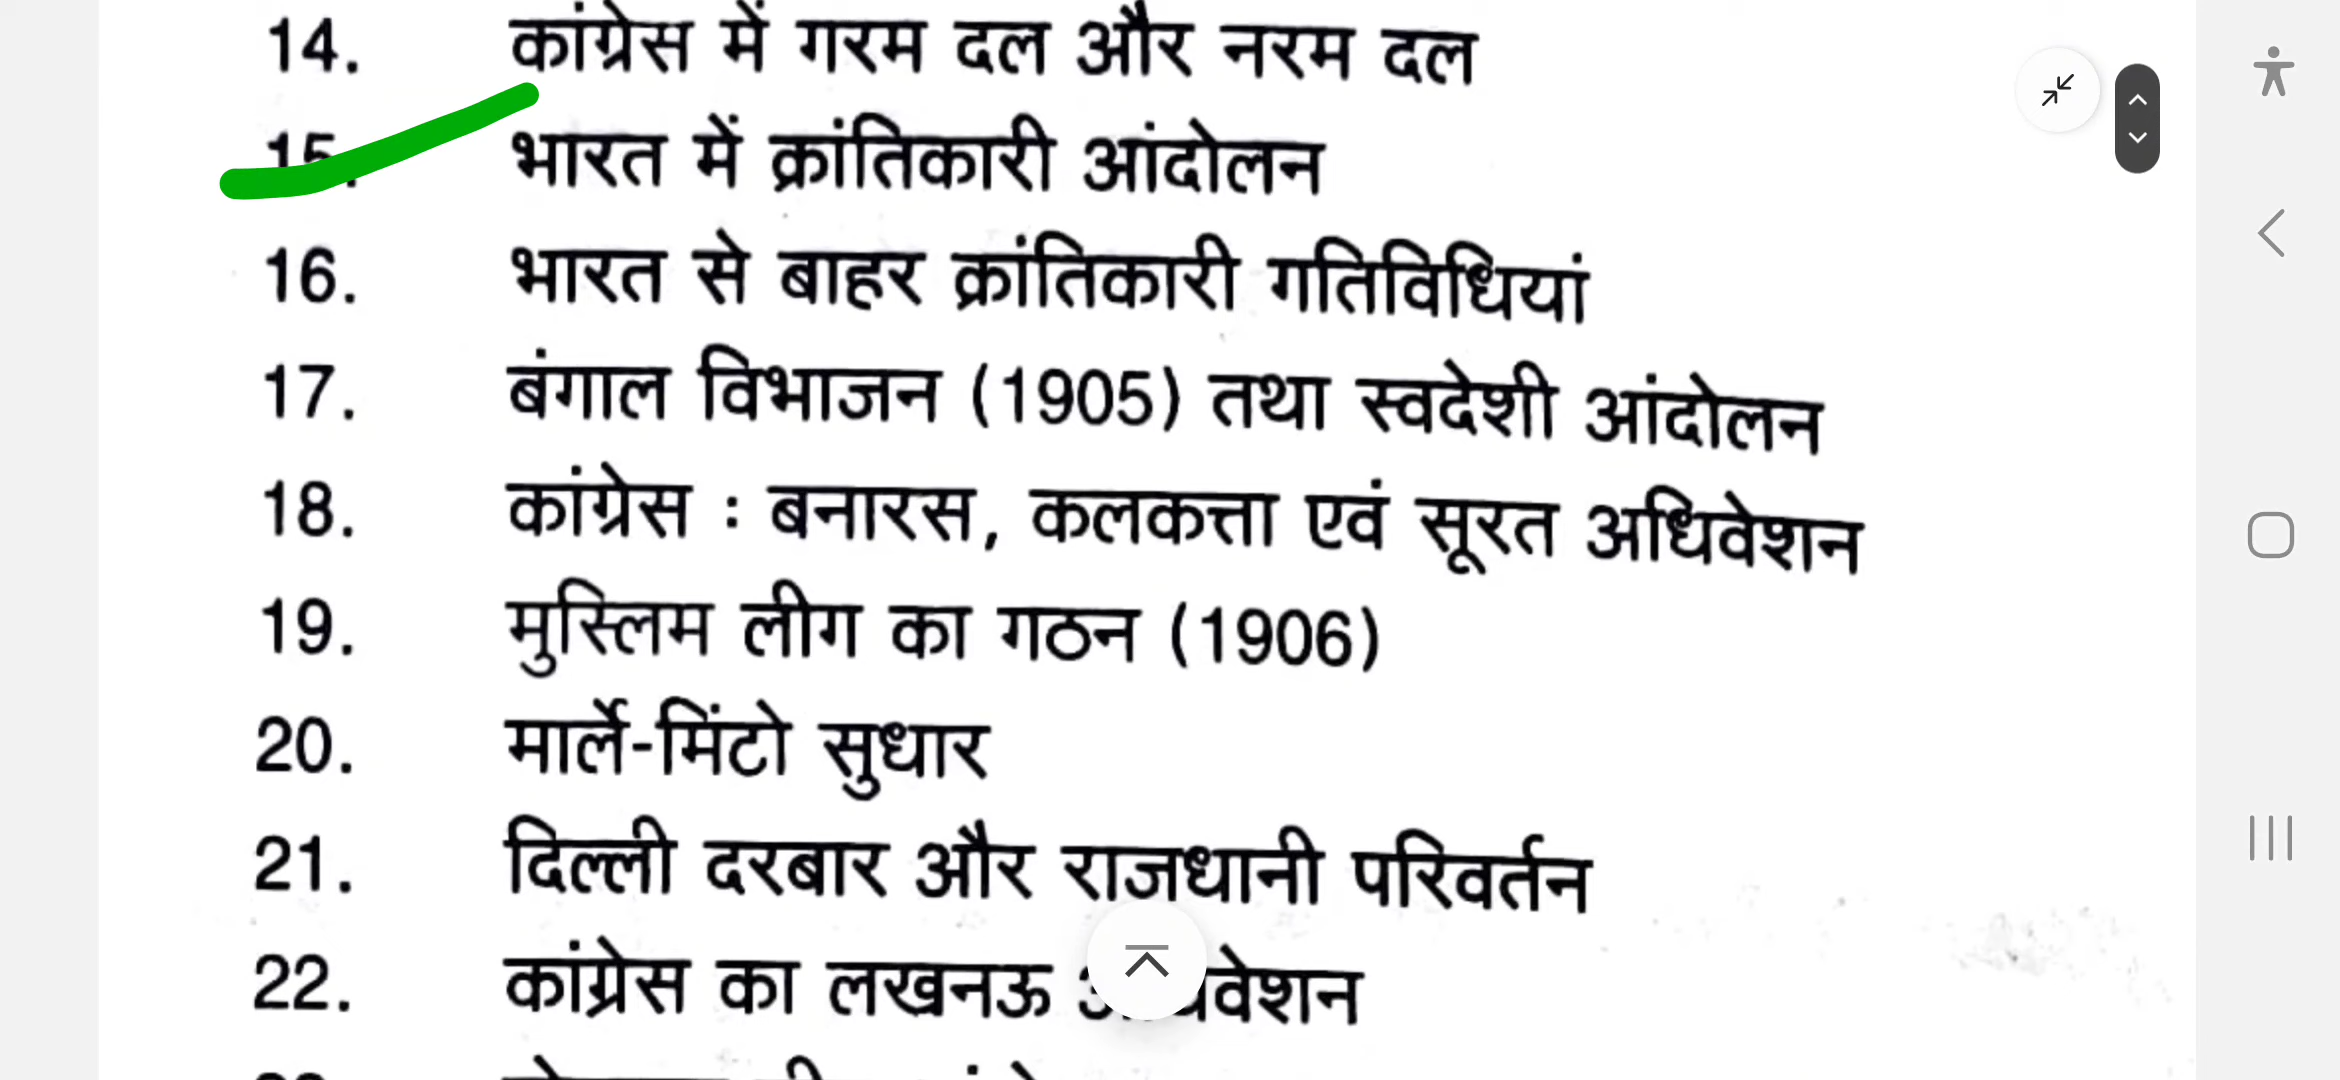 14. कांग्रेस में गरम दल और नरम दल
15. भारत में क्रांतिकारी आंदोलन
16. भारत से बाहर क्रांतिकारी गतिविधियां
17. बंगाल विभाजन (1905) तथा स्वदेशी आंदोलन
18. कांग्रेस : बनारस, कलकत्ता एवं सूरत अधिवेशन
19. मुस्लिम लीग का गठन (1906)
20. मार्ले-मिंटो सुधार
21. दिल्ली दरबार और राजधानी परिवर्तन
22. कांग्रेस का लखनऊ